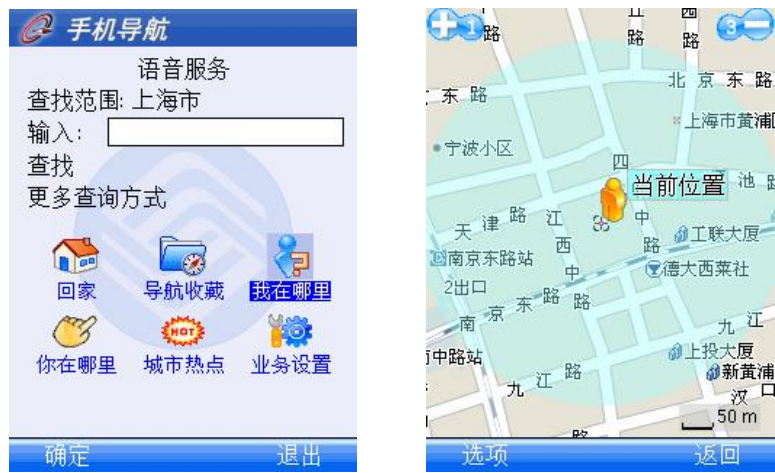 手机导航
语音服务
查找范围: 上海市
输入:
查找
更多查询方式
回家 导航收藏 我在哪里
HOT
你在哪里 城市热点 业务设置
确定 退出
1 路
路 路
3
北京东路
东路
上海市黄浦
宁波小区
四
当前位置
池
天津路
江西中路
中路
工联大厦
南京东路站
2出口
德大西菜社
南京东路
路
九江
中路站
上投大厦
新黄浦
九江路
汉口
50 m
选项 返回